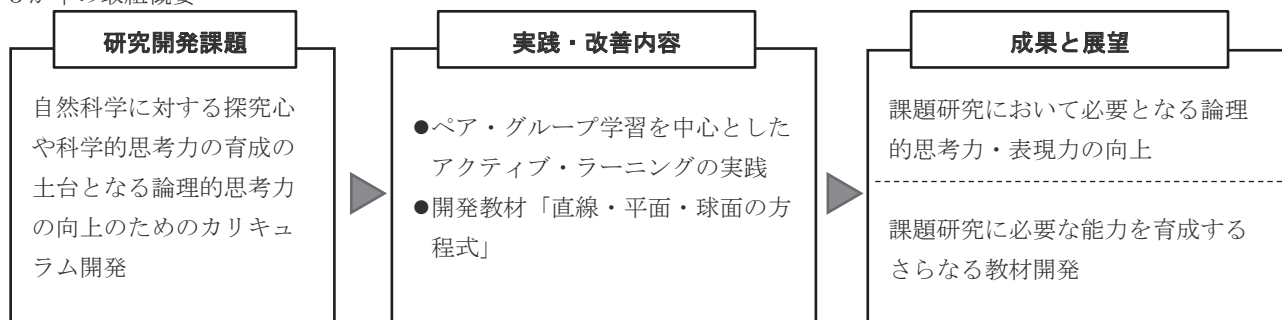 研究開発課題
自然科学に対する探究心
や科学的思考力の育成の
土台となる論理的思考力
の向上のためのカリキュ
ラム開発
実践・改善内容
●ペア・グループ学習を中心とした
アクティブ・ラーニングの実践
●開発教材「直線・平面・球面の方
程式」
成果と展望
課題研究において必要となる論理
的思考力・表現力の向上
課題研究に必要な能力を育成する
さらなる教材開発